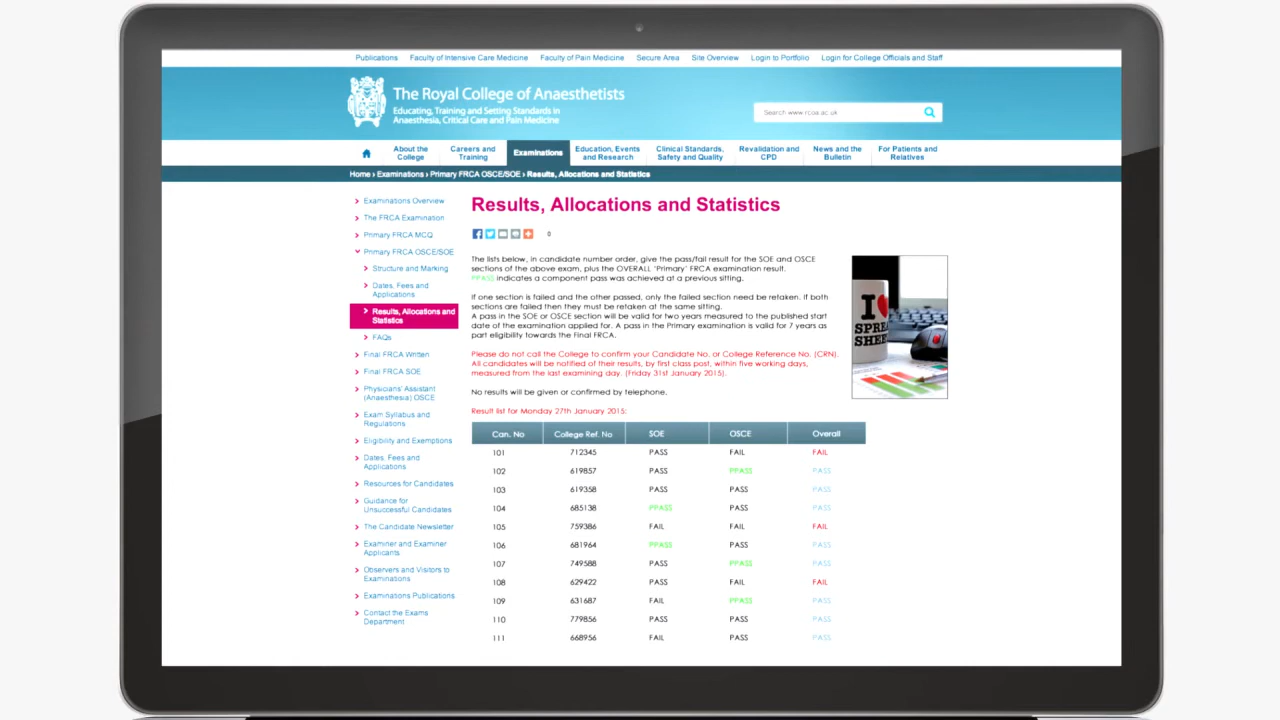 Publications Faculty of Intensive Care Medicine Faculty of Pain Medicine Secure Area Site Overview Login to Portfolio Login for College Officials and Staff
The Royal College of Anaesthetists
Educating, Training and Setting Standards in
Anaesthesia, Critical Care and Pain Medicine
Search www.rcoa.ac.uk
About the College
Careers and Training
Examinations
Education, Events and Research
Clinical Standards, Safety and Quality
Revalidation and CPD
News and the Bulletin
For Patients and Relatives
Home › Examinations › Primary FRCA OSCE/SOE › Results, Allocations and Statistics
Examinations Overview
The FRCA Examination
Primary FRCA MCQ
Primary FRCA OSCE/SOE
Structure and Marking
Dates, Fees and
Applications
Results, Allocations and
Statistics
FAQs
Final FRCA Written
Final FRCA SOE
Physicians' Assistant
(Anaesthesia) OSCE
Exam Syllabus and
Regulations
Eligibility and Exemptions
Dates. Fees and
Applications
Resources for Candidates
Guidance for
Unsuccessful Candidates
The Candidate Newsletter
Examiner and Examiner
Applicants
Observers and Visitors to
Examinations
Examinations Publications
Contact the Exams
Department
Results, Allocations and Statistics
0
The lists below, in candidate number order, give the pass/fail result for the SOE and OSCE
sections of the above exam, plus the OVERALL 'Primary' FRCA examination result.
PPASS indicates a component pass was achieved at a previous sitting.
If one section is failed and the other passed, only the failed section need be retaken. If both
sections are failed then they must be retaken at the same sitting.
A pass in the SOE or OSCE section will be valid for two years measured to the published start
date of the examination applied for. A pass in the Primary examination is valid for 7 years as
part eligibility towards the Final FRCA.
Please do not call the College to confirm your Candidate No. or College Reference No. (CRN).
All candidates will be notified of their results, by first class post, within five working days,
measured from the last examining day. (Friday 31st January 2015).
No results will be given or confirmed by telephone.
Result list for Monday 27th January 2015:
I
SPREA
SHEE
Can. No College Ref. No SOE OSCE Overall
101 712345 PASS FAIL FAIL
102 619857 PASS PPASS PASS
103 619358 PASS PASS PASS
104 685138 PPASS PASS PASS
105 759386 FAIL FAIL FAIL
106 681964 PPASS PASS PASS
107 749588 PASS PPASS PASS
108 629422 PASS FAIL FAIL
109 631687 FAIL PPASS PASS
110 779856 PASS PASS PASS
111 668956 FAIL PASS PASS